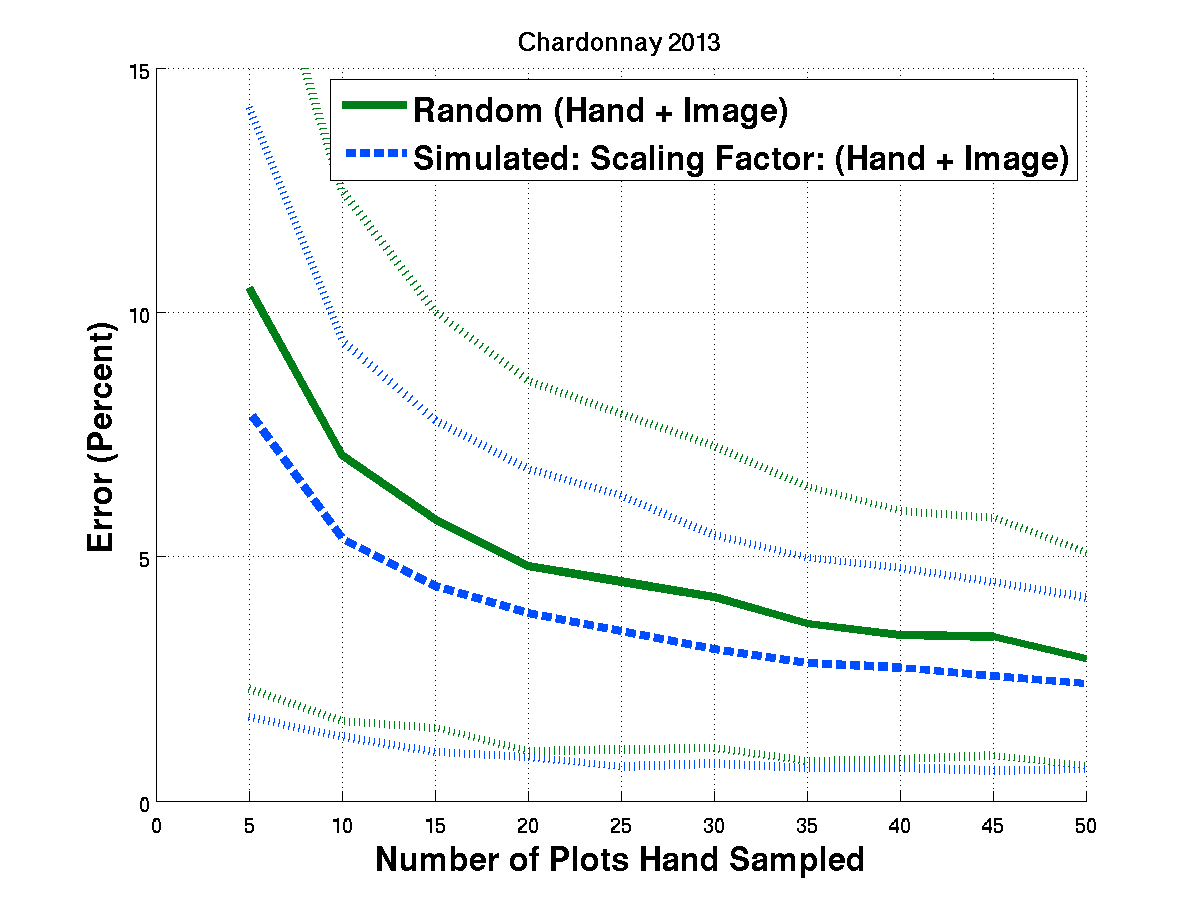 Chardonnay 2013
Random (Hand + Image)
Simulated: Scaling Factor: (Hand + Image)
15
10
5
0
Error (Percent)
0 5 10 15 20 25 30 35 40 45 50
Number of Plots Hand Sampled